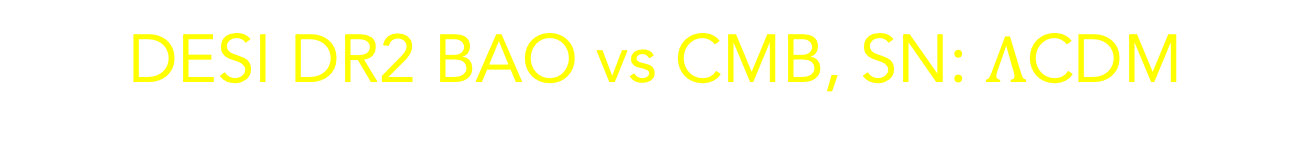 DESI DR2 BAO vs CMB, SN: ΛCDM